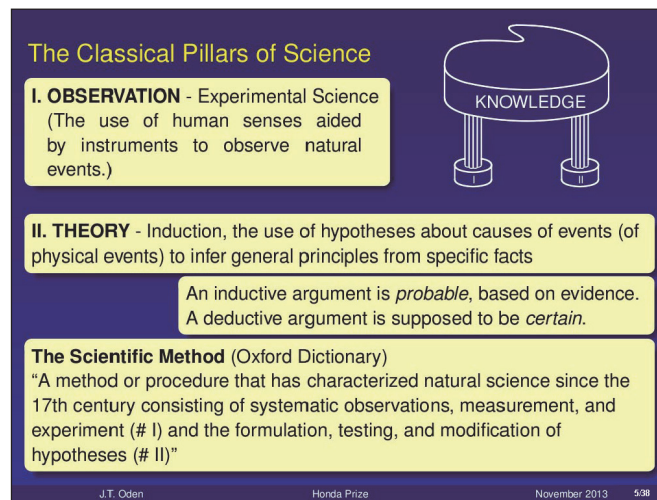 The Classical Pillars of Science
I. OBSERVATION - Experimental Science
(The use of human senses aided
by instruments to observe natural
events.)
KNOWLEDGE
I
II
II. THEORY - Induction, the use of hypotheses about causes of events (of
physical events) to infer general principles from specific facts
An inductive argument is probable, based on evidence.
A deductive argument is supposed to be certain.
The Scientific Method (Oxford Dictionary)
“A method or procedure that has characterized natural science since the
17th century consisting of systematic observations, measurement, and
experiment (# I) and the formulation, testing, and modification of
hypotheses (# II)”
J.T. Oden Honda Prize November 2013 5/38